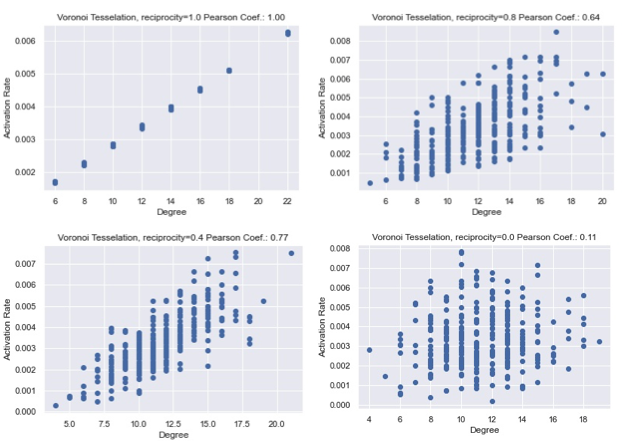 Voronoi Tesselation, reciprocity=1.0 Pearson Coef.: 1.00
0.006
0.005
0.004
0.003
0.002
Activation Rate
6 8 10 12 14 16 18 20 22
Degree
Voronoi Tesselation, reciprocity=0.8 Pearson Coef.: 0.64
0.008
0.007
0.006
0.005
0.004
0.003
0.002
0.001
Activation Rate
6 8 10 12 14 16 18 20
Degree
Voronoi Tesselation, reciprocity=0.4 Pearson Coef.: 0.77
0.007
0.006
0.005
0.004
0.003
0.002
0.001
0.000
Activation Rate
5.0 7.5 10.0 12.5 15.0 17.5 20.0
Degree
Voronoi Tesselation, reciprocity=0.0 Pearson Coef.: 0.11
0.008
0.007
0.006
0.005
0.004
0.003
0.002
0.001
0.000
Activation Rate
4 6 8 10 12 14 16 18
Degree